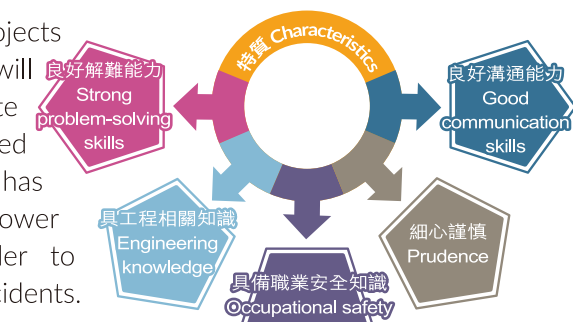 ojects
will
te
ed
has
ower
ler to
cidents.
特質 Characteristics
良好解難能力
Strong
problem-solving
skills
良好溝通能力
Good
communication
skills
具工程相關知識
Engineering
knowledge
細心謹慎
Prudence
具備職業安全知識
Occupational safety